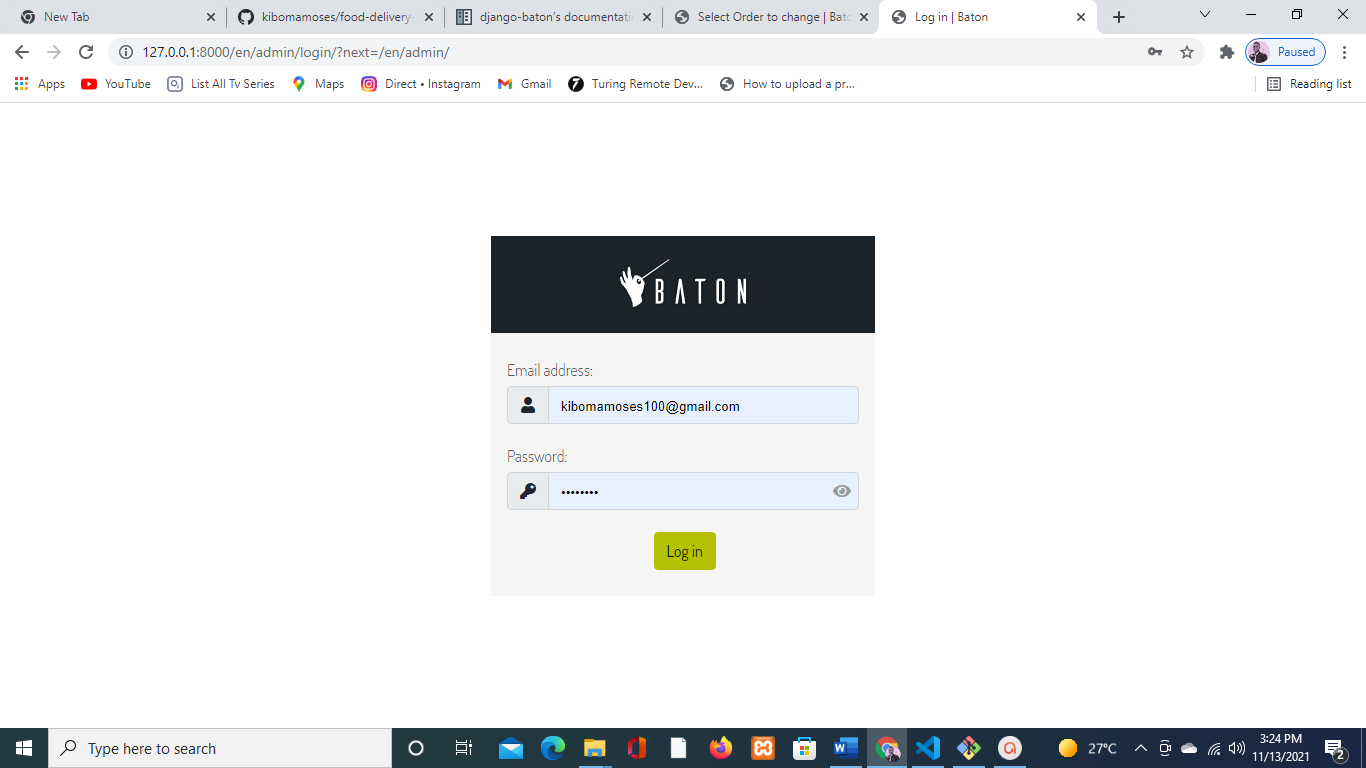 New Tab
kibomamoses/food-delivery-
django-baton's documentati
Select Order to change | Bato
Log in | Baton
127.0.0.1:8000/en/admin/login/?next=/en/admin/
Paused
Apps
YouTube
List All Tv Series
Maps
Direct • Instagram
Gmail
7
Turing Remote Dev...
How to upload a pr...
Reading list
BATON
Email address:
kibomamoses100@gmail.com
Password:
••••••••
Log in
Type here to search
27°C
3:24 PM
11/13/2021
2